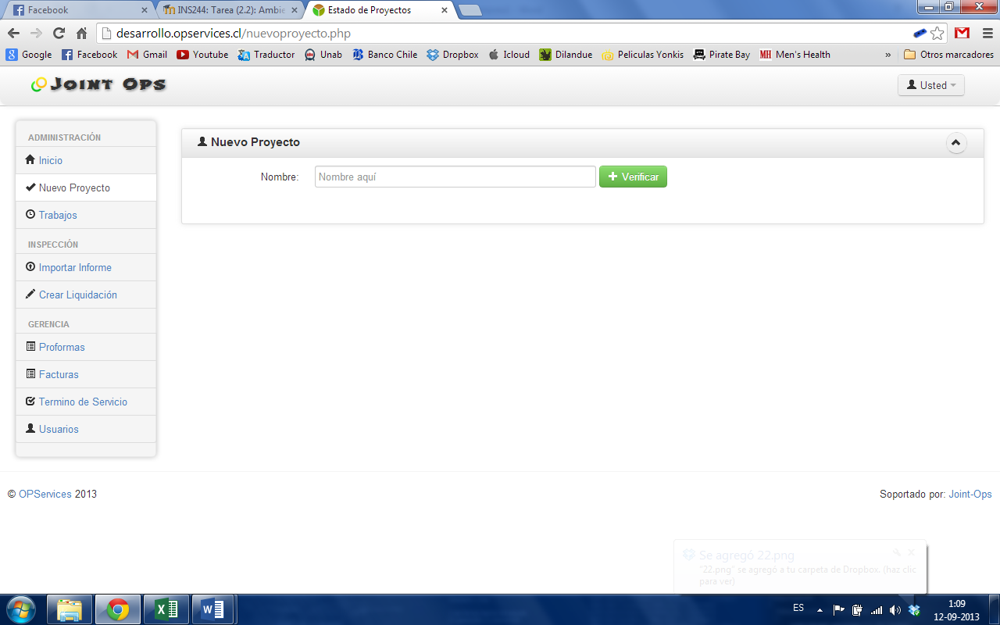 Facebook
INS244: Tarea (2.2): Ambie
Estado de Proyectos
desarrollo.opservices.cl/nuevoproyecto.php
Google Facebook Gmail Youtube Traductor Unab Banco Chile Dropbox Icloud Dilandue Peliculas Yonkis Pirate Bay Men's Health » Otros marcadores
Joint Ops
Usted
ADMINISTRACIÓN
Inicio
Nuevo Proyecto
Trabajos
INSPECCIÓN
Importar Informe
Crear Liquidación
GERENCIA
Proformas
Facturas
Termino de Servicio
Usuarios
Nuevo Proyecto
Nombre: Nombre aquí Verificar
© OPServices 2013
Soportado por: Joint-Ops
Se agregó 22.png
"22.png" se agregó a tu carpeta de Dropbox. (haz clic
para ver)
ES
1:09
12-09-2013